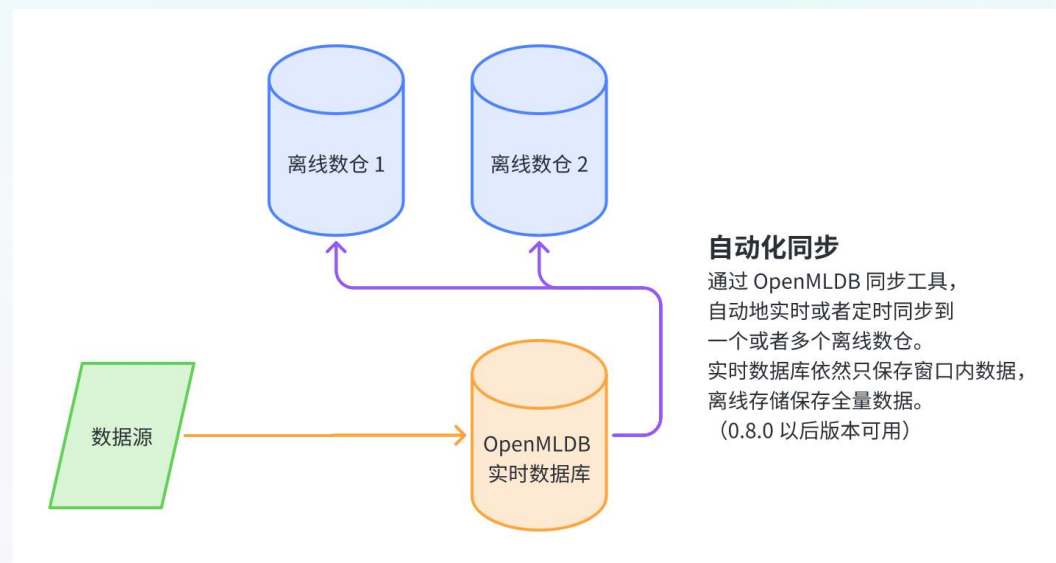 离线数仓 1
离线数仓 2
自动化同步
通过 OpenMLDB 同步工具，
自动地实时或者定时同步到
一个或者多个离线数仓。
实时数据库依然只保存窗口内数据，
离线存储保存全量数据。
（0.8.0 以后版本可用）
数据源
OpenMLDB
实时数据库